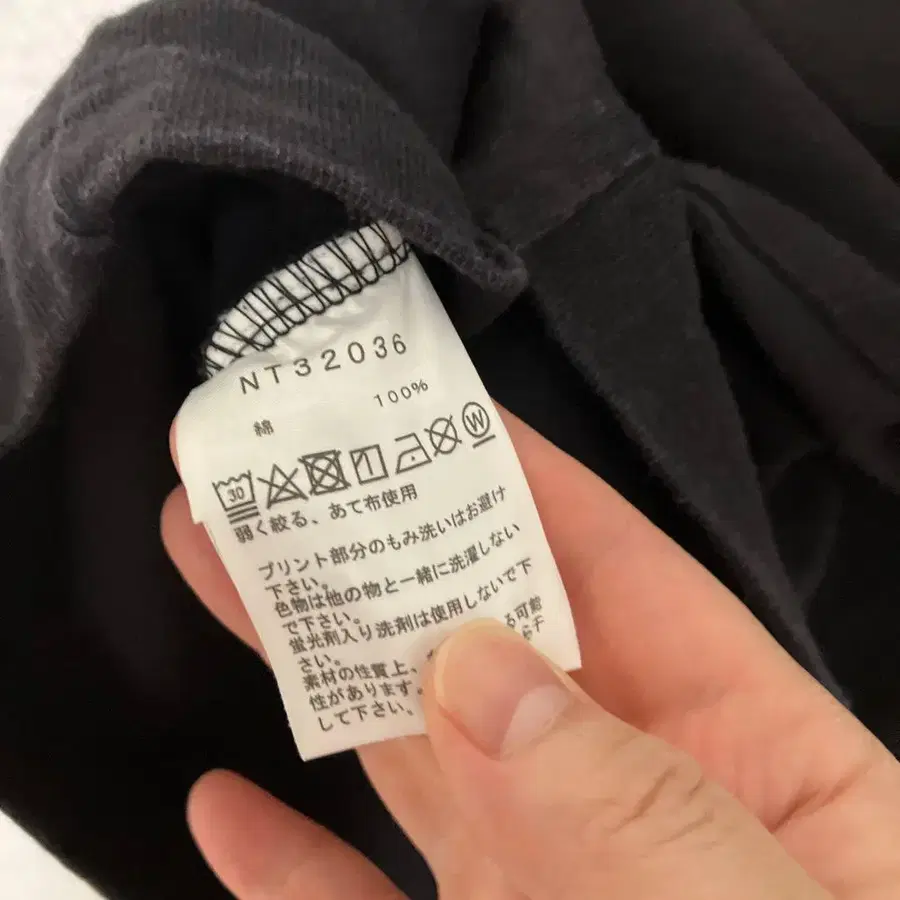 NT32036
綿 100%
30 W
弱く絞る、あて布使用
プリント部分のもみ洗いはお避け
下さい。
色物は他の物と一緒に洗濯しない
で下さい。
蛍光剤入り洗剤は使用しないで下
さい。
素材の性質上、 る可能
性があります。 干
して下さい。